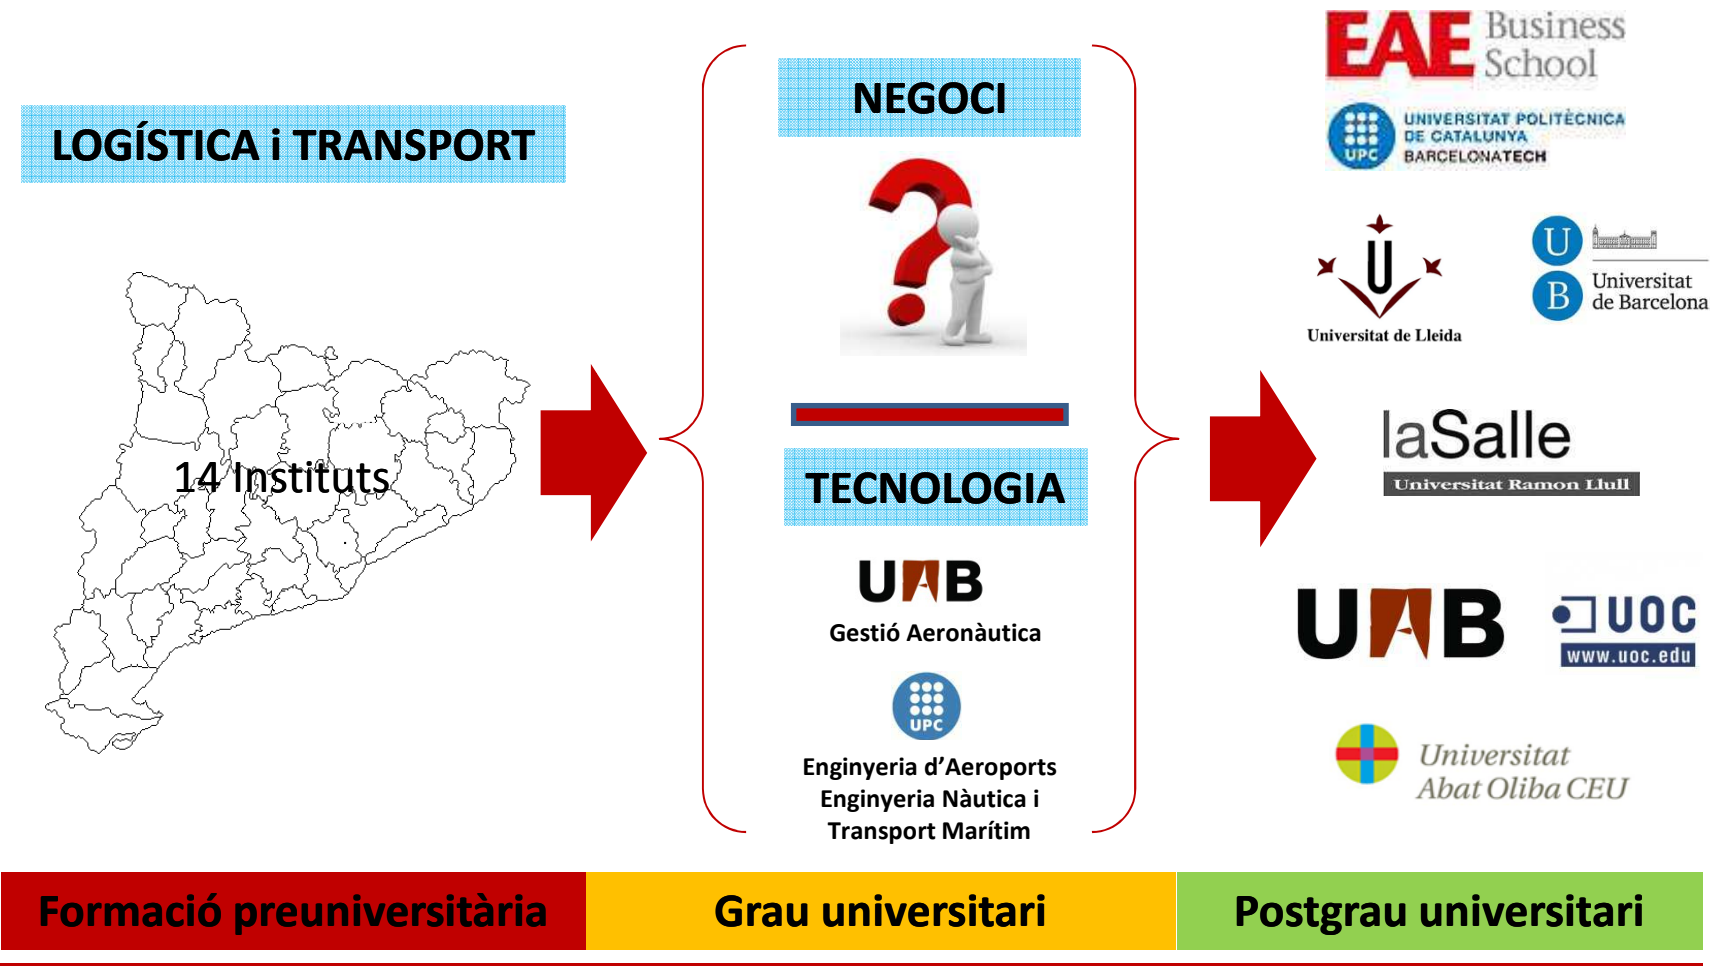 LOGÍSTICA i TRANSPORT
14 Instituts
NEGOCI
TECNOLOGIA
UAB
Gestió Aeronàutica
UPC
Enginyeria d’Aeroports
Enginyeria Nàutica i
Transport Marítim
EAE Business
School
UNIVERSITAT POLITÈCNICA
DE CATALUNYA
BARCELONATECH
UPC
U
Universitat de Lleida
U
B
Universitat
de Barcelona
laSalle
Universitat Ramon Llull
UAB
UOC
www.uoc.edu
Universitat
Abat Oliba CEU
Formació preuniversitària
Grau universitari
Postgrau universitari